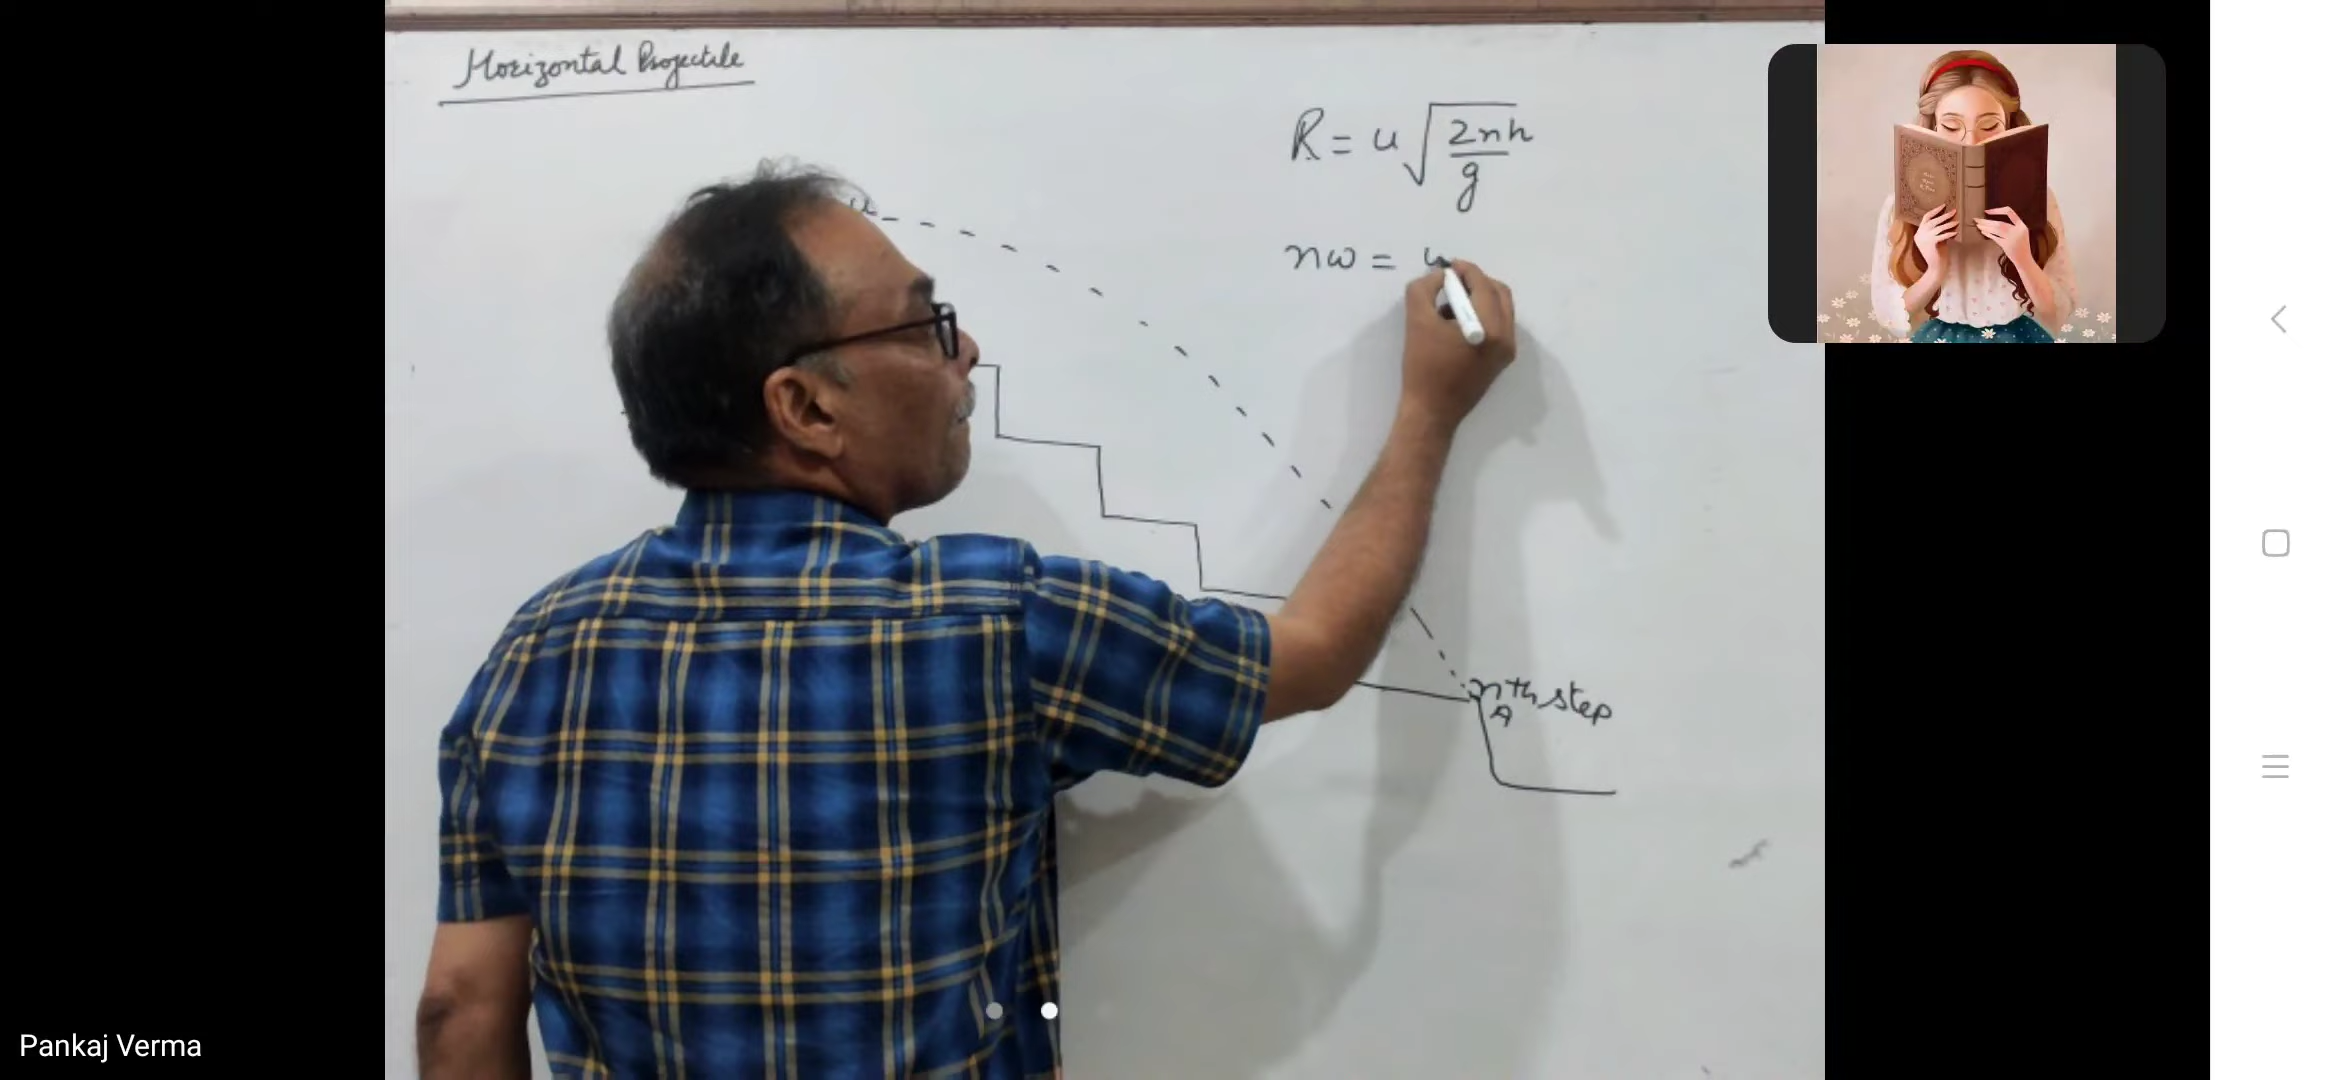 Horizontal Projectile
R = u √(2nh/g)
u
nw = u
nth step
A
Pankaj Verma